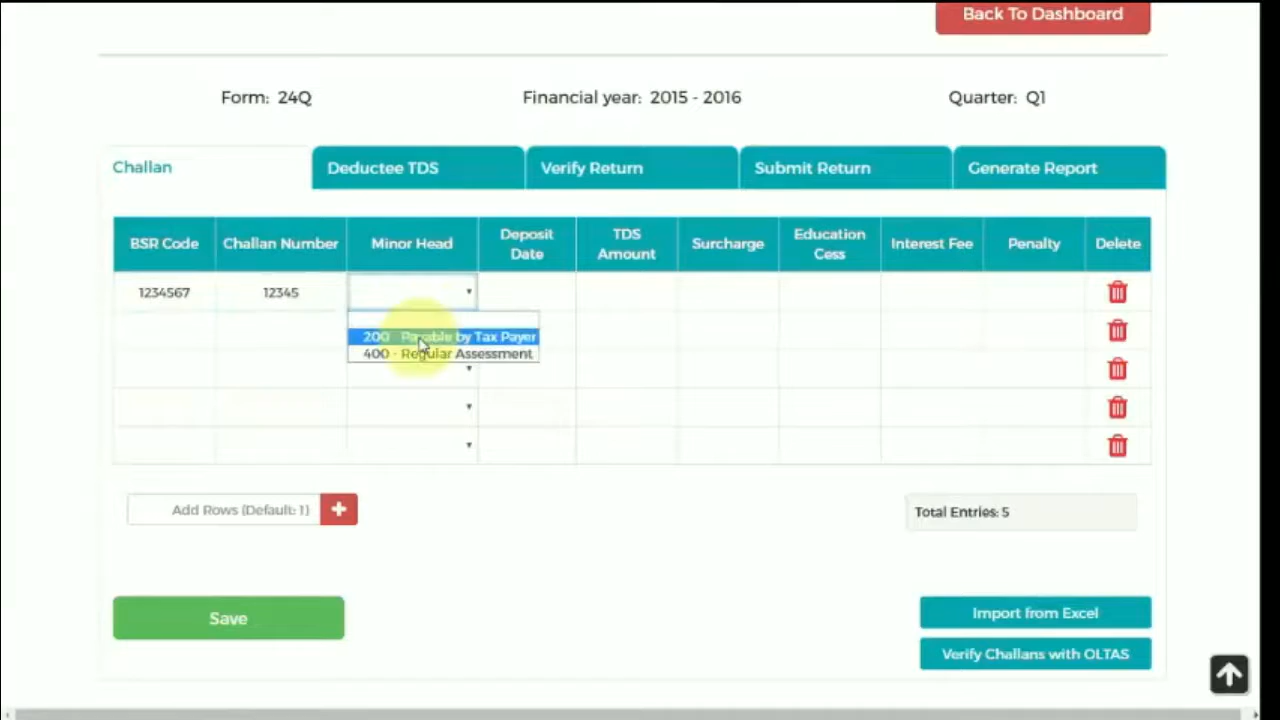 Back To Dashboard
Form: 24Q Financial year: 2015 - 2016 Quarter: Q1
Challan Deductee TDS Verify Return Submit Return Generate Report
BSR Code Challan Number Minor Head Deposit Date TDS Amount Surcharge Education Cess Interest Fee Penalty Delete
1234567 12345
200 - Payable by Tax Payer
400 - Regular Assessment
Add Rows (Default: 1) Total Entries: 5
Save
Import from Excel
Verify Challans with OLTAS